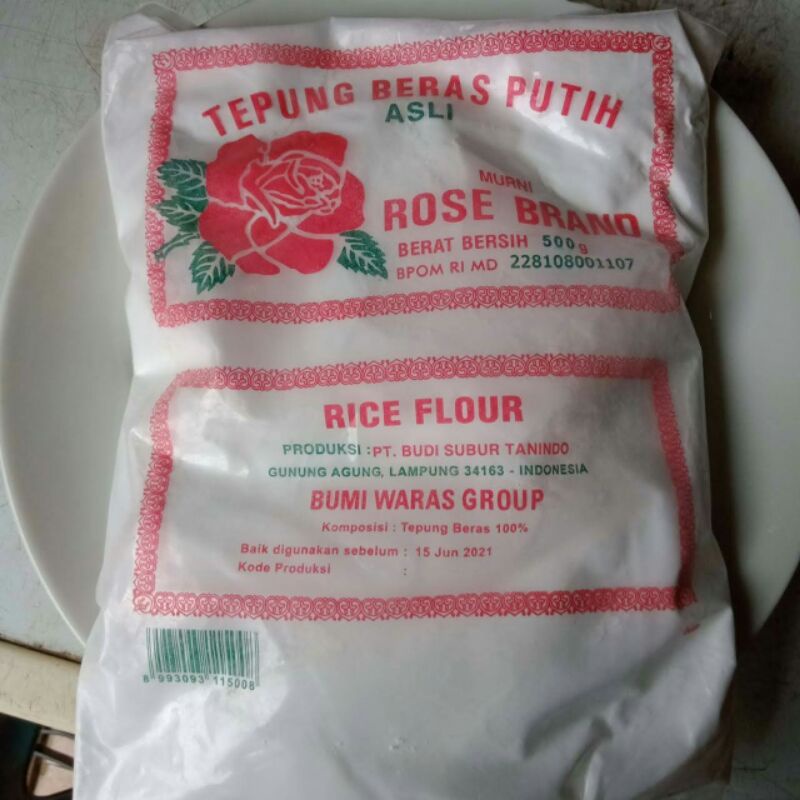 TEPUNG BERAS PUTIH
ASLI
MURNI
ROSE BRAND
BERAT BERSIH 500g
BPOM RI MD 228108001107
RICE FLOUR
PRODUKSI : PT. BUDI SUBUR TANINDO
GUNUNG AGUNG, LAMPUNG 34163 - INDONESIA
BUMI WARAS GROUP
Komposisi : Tepung Beras 100%
Baik digunakan sebelum : 15 Jun 2021
Kode Produksi :
8 993093 115008